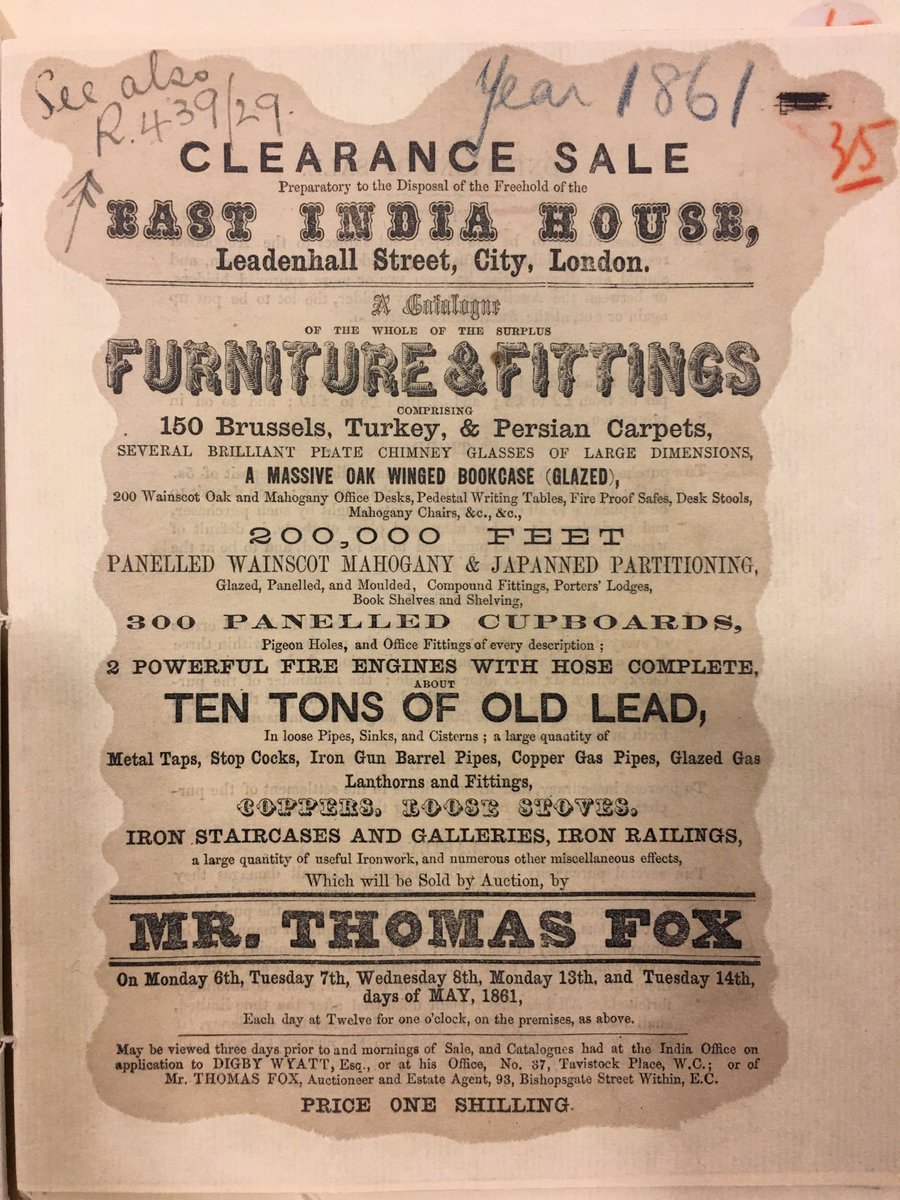 See also
R.439/29.
Year 1861
35
CLEARANCE SALE
Preparatory to the Disposal of the Freehold of the
EAST INDIA HOUSE,
Leadenhall Street, City, London.
A Catalogue
OF THE WHOLE OF THE SURPLUS
FURNITURE & FITTINGS
COMPRISING
150 Brussels, Turkey, & Persian Carpets,
SEVERAL BRILLIANT PLATE CHIMNEY GLASSES OF LARGE DIMENSIONS,
A MASSIVE OAK WINGED BOOKCASE (GLAZED),
200 Wainscot Oak and Mahogany Office Desks, Pedestal Writing Tables, Fire Proof Safes, Desk Stools,
Mahogany Chairs, &c., &c.,
200,000 FEET
PANELLED WAINSCOT MAHOGANY & JAPANNED PARTITIONING,
Glazed, Panelled, and Moulded, Compound Fittings, Porters' Lodges,
Book Shelves and Shelving,
300 PANELLED CUPBOARDS,
Pigeon Holes, and Office Fittings of every description;
2 POWERFUL FIRE ENGINES WITH HOSE COMPLETE,
ABOUT
TEN TONS OF OLD LEAD,
In loose Pipes, Sinks, and Cisterns; a large quantity of
Metal Taps, Stop Cocks, Iron Gun Barrel Pipes, Copper Gas Pipes, Glazed Gas
Lanthorns and Fittings,
COPPERS, LOOSE STOVES,
IRON STAIRCASES AND GALLERIES, IRON RAILINGS,
a large quantity of useful Ironwork, and numerous other miscellaneous effects,
Which will be Sold by Auction, by
MR. THOMAS FOX
On Monday 6th, Tuesday 7th, Wednesday 8th, Monday 13th, and Tuesday 14th,
days of MAY, 1861,
Each day at Twelve for one o'clock, on the premises, as above.
May be viewed three days prior to and mornings of Sale, and Catalogues had at the India Office on
application to DIGBY WYATT, Esq., or at his Office, No. 37, Tavistock Place, W.C.; or of
Mr. THOMAS FOX, Auctioneer and Estate Agent, 93, Bishopsgate Street Within, E.C.
PRICE ONE SHILLING.